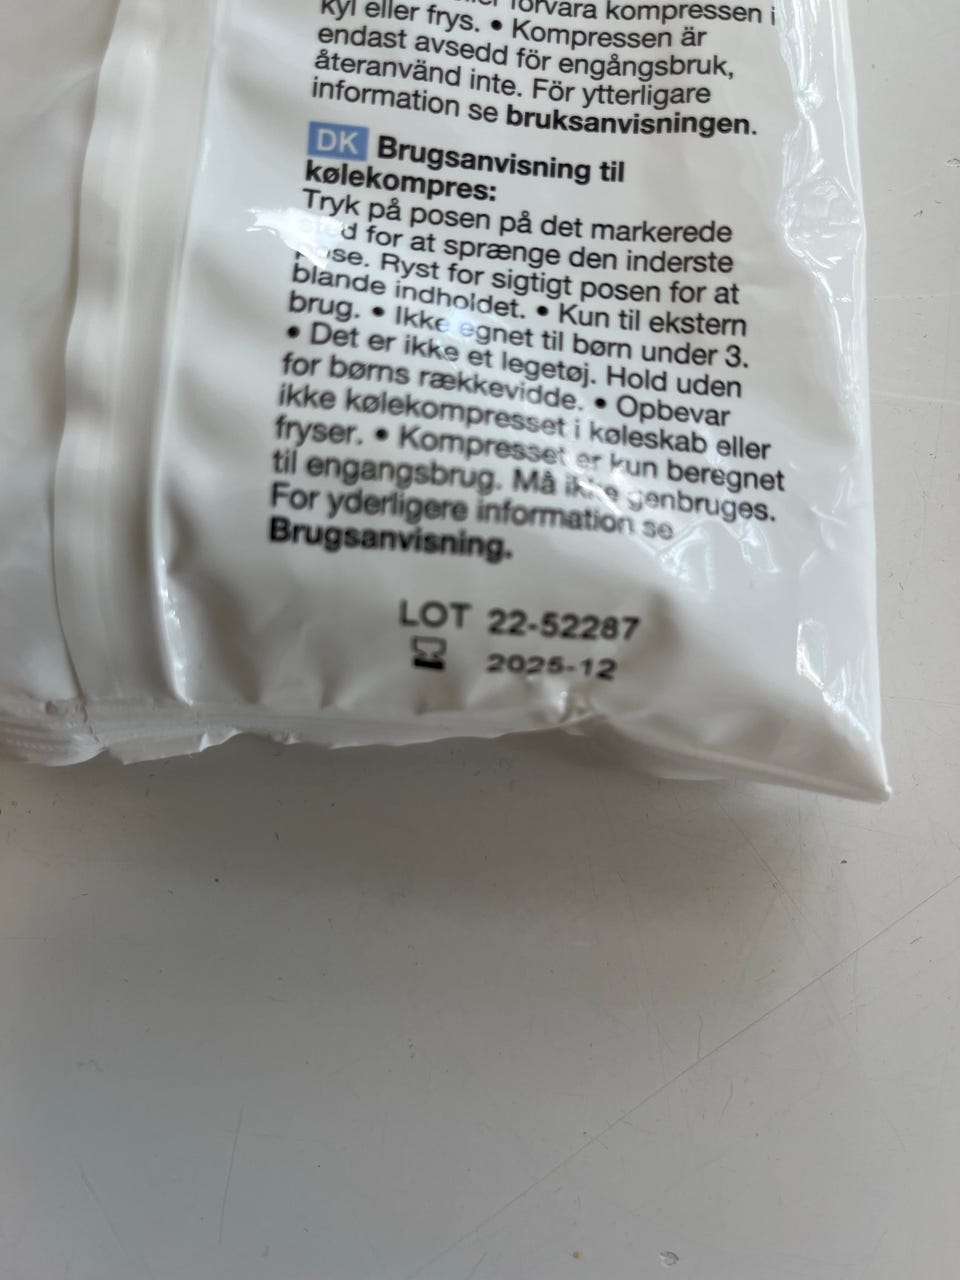 förvara kompressen i
kyl eller frys. • Kompressen är
endast avsedd för engångsbruk,
återanvänd inte. För ytterligare
information se bruksanvisningen.
DK Brugsanvisning til
kølekompres:
Tryk på posen på det markerede
sted for at sprænge den inderste
pose. Ryst for sigtigt posen for at
blande indholdet. • Kun til ekstern
brug. • Ikke egnet til børn under 3.
• Det er ikke et legetøj. Hold uden
for børns rækkevidde. • Opbevar
ikke kølekompresset i køleskab eller
fryser. • Kompresset er kun beregnet
til engangsbrug. Må ikke genbruges.
For yderligere information se
Brugsanvisning.
LOT 22-52287
2025-12